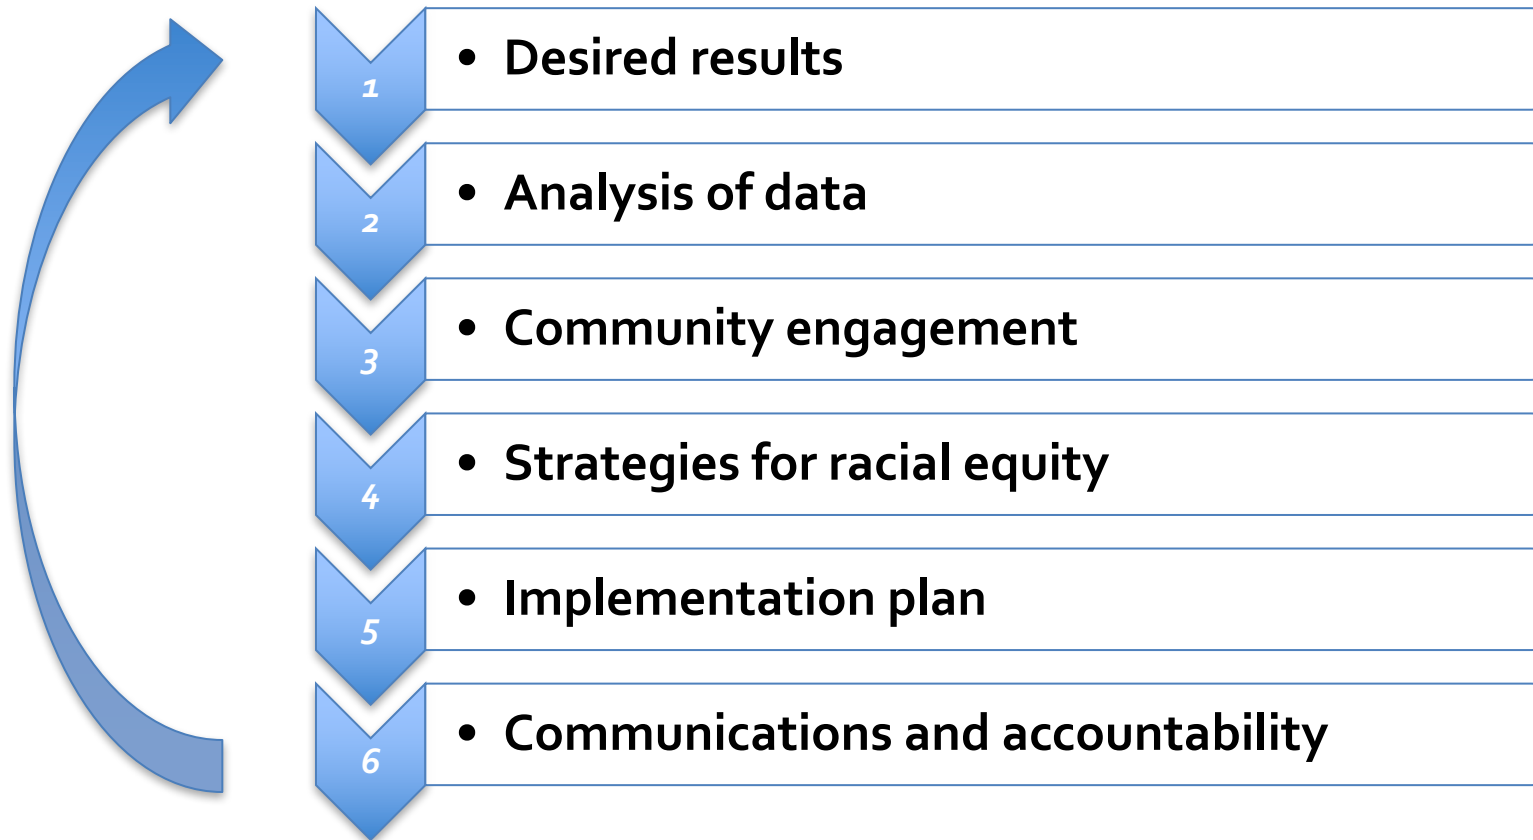 1
• Desired results
2
• Analysis of data
3
• Community engagement
4
• Strategies for racial equity
5
• Implementation plan
6
• Communications and accountability